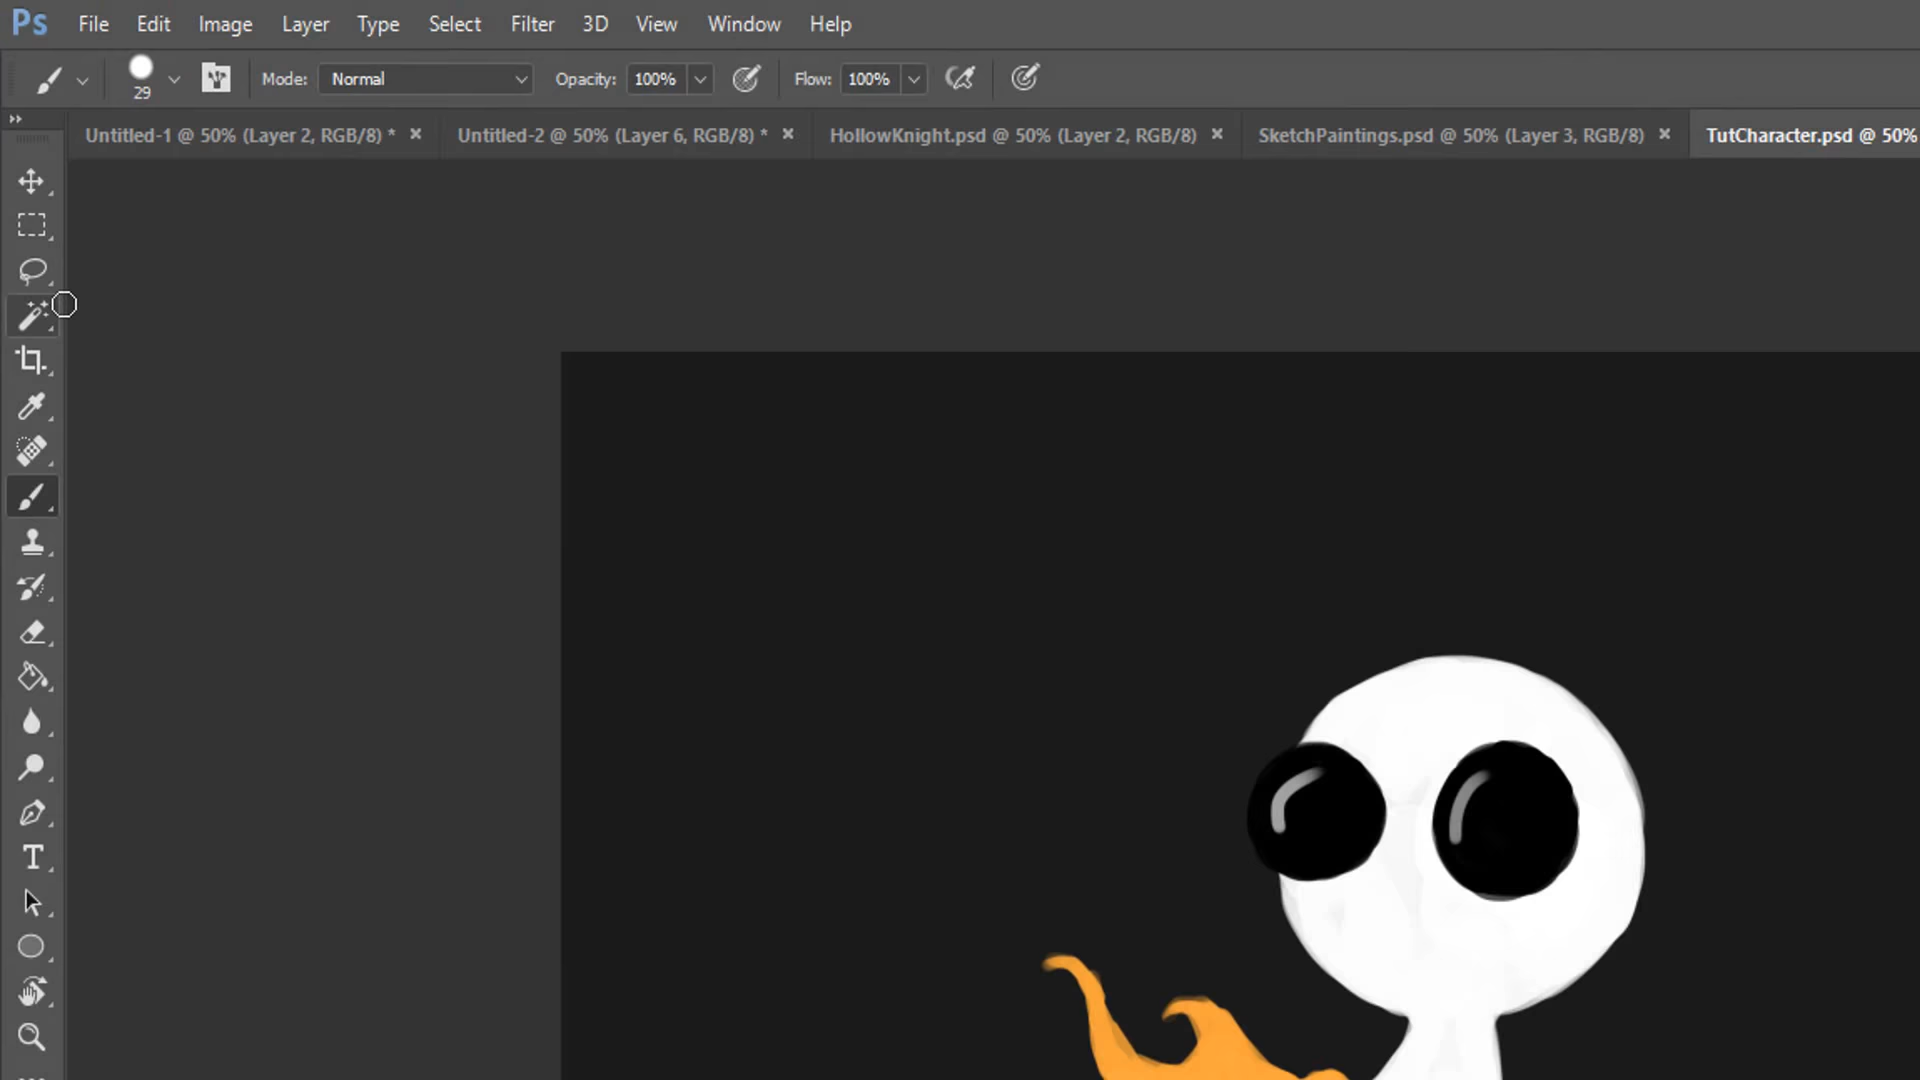 Ps File Edit Image Layer Type Select Filter 3D View Window Help
29 Mode: Normal Opacity: 100% Flow: 100%
Untitled-1 @ 50% (Layer 2, RGB/8) * Untitled-2 @ 50% (Layer 6, RGB/8) * HollowKnight.psd @ 50% (Layer 2, RGB/8) SketchPaintings.psd @ 50% (Layer 3, RGB/8) TutCharacter.psd @ 50%